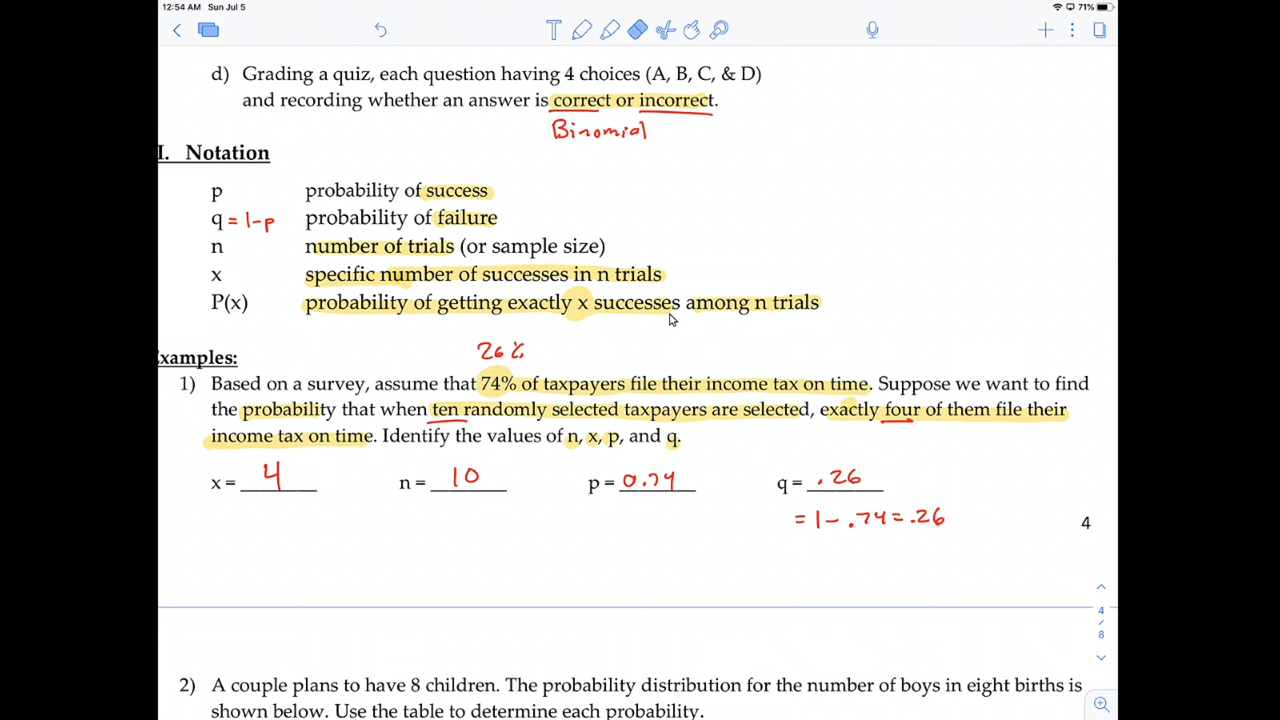 12:54 AM Sun Jul 5
71%
T
d) Grading a quiz, each question having 4 choices (A, B, C, & D)
and recording whether an answer is correct or incorrect.
Binomial
I. Notation
p probability of success
q = 1-p probability of failure
n number of trials (or sample size)
x specific number of successes in n trials
P(x) probability of getting exactly x successes among n trials
26%
Examples:
1) Based on a survey, assume that 74% of taxpayers file their income tax on time. Suppose we want to find
the probability that when ten randomly selected taxpayers are selected, exactly four of them file their
income tax on time. Identify the values of n, x, p, and q.
x = 4 n = 10 p = 0.74 q = .26
= 1 - .74 = .26
4
4
/
8
2) A couple plans to have 8 children. The probability distribution for the number of boys in eight births is
shown below. Use the table to determine each probability.